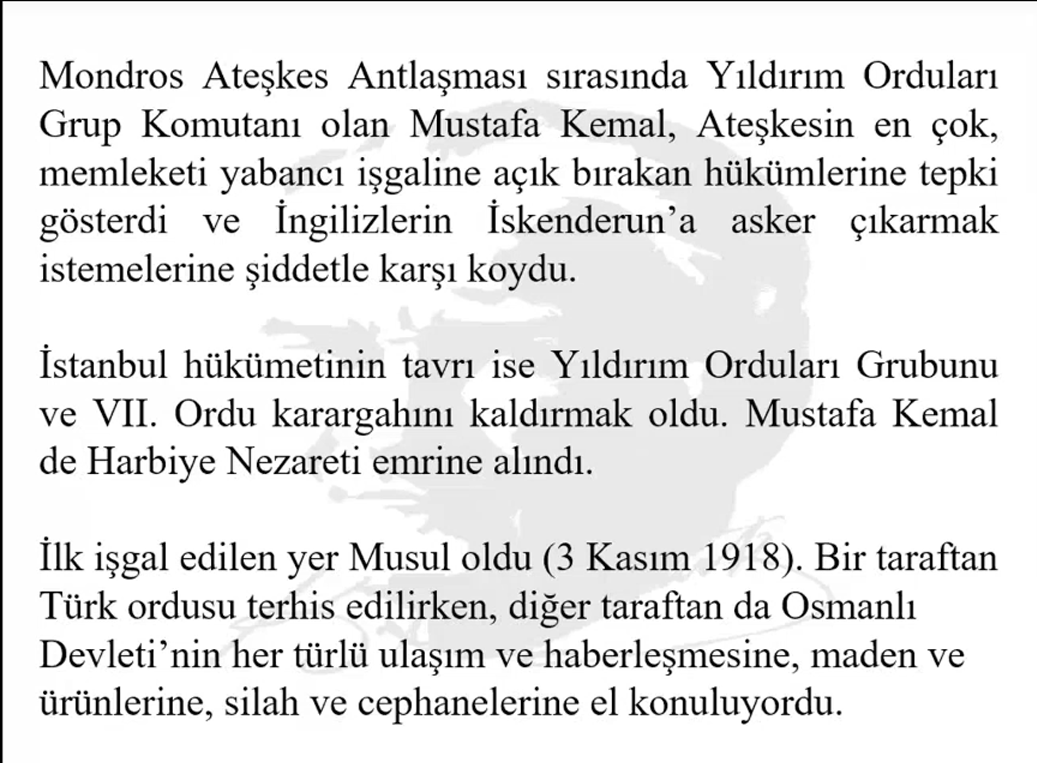 Mondros Ateşkes Antlaşması sırasında Yıldırım Orduları
Grup Komutanı olan Mustafa Kemal, Ateşkesin en çok,
memleketi yabancı işgaline açık bırakan hükümlerine tepki
gösterdi ve İngilizlerin İskenderun’a asker çıkarmak
istemelerine şiddetle karşı koydu.
İstanbul hükümetinin tavrı ise Yıldırım Orduları Grubunu
ve VII. Ordu karargahını kaldırmak oldu. Mustafa Kemal
de Harbiye Nezareti emrine alındı.
İlk işgal edilen yer Musul oldu (3 Kasım 1918). Bir taraftan
Türk ordusu terhis edilirken, diğer taraftan da Osmanlı
Devleti’nin her türlü ulaşım ve haberleşmesine, maden ve
ürünlerine, silah ve cephanelerine el konuluyordu.